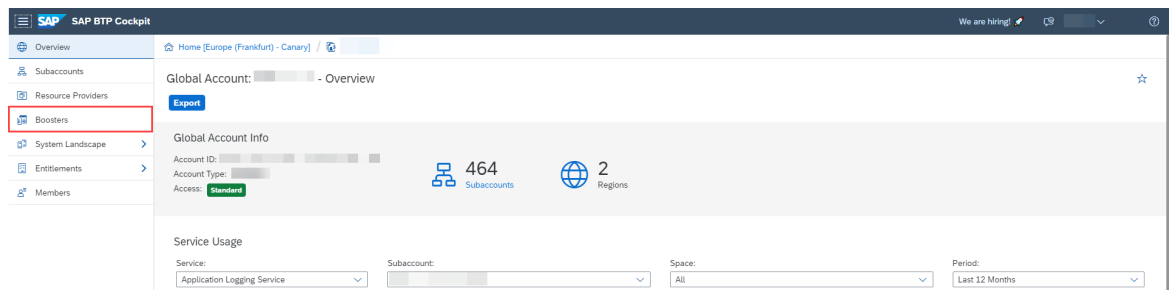 SAP SAP BTP Cockpit
We are hiring!
Overview
Subaccounts
Resource Providers
Boosters
System Landscape
Entitlements
Members
Home [Europe (Frankfurt) - Canary] /
Global Account: - Overview
Export
Global Account Info
Account ID:
Account Type:
Access: Standard
464
Subaccounts
2
Regions
Service Usage
Service:
Application Logging Service
Subaccount:
Space:
All
Period:
Last 12 Months